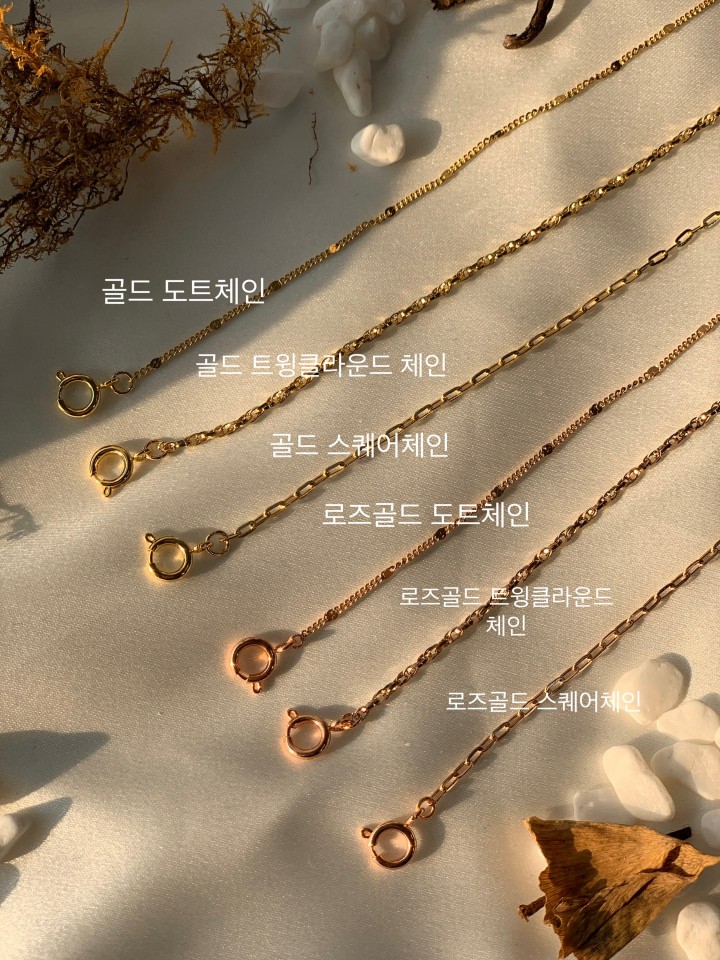 골드 도트체인
골드 트윙클라운드 체인
골드 스퀘어체인
로즈골드 도트체인
로즈골드 트윙클라운드
체인
로즈골드 스퀘어체인